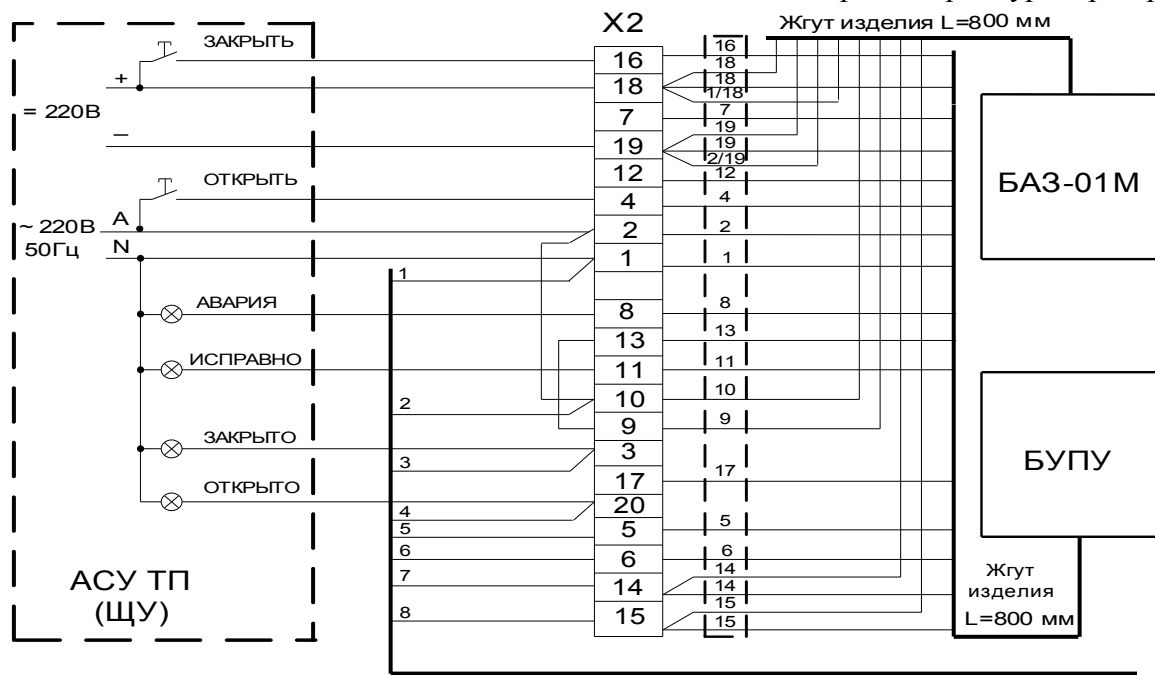 Жгут изделия L=800 мм
X2
ЗАКРЫТЬ
+
= 220В
–
ОТКРЫТЬ
~ 220В
50Гц
A
N
АВАРИЯ
ИСПРАВНО
ЗАКРЫТО
ОТКРЫТО
АСУ ТП
(ЩУ)
1
2
3
4
5
6
7
8
16
18
7
19
12
4
2
1
8
13
11
10
9
3
17
20
5
6
14
15
16
18
18
1/18
7
19
19
2/19
12
4
2
1
8
13
11
10
9
17
5
6
14
14
15
15
БАЗ-01М
БУПУ
Жгут
изделия
L=800 мм